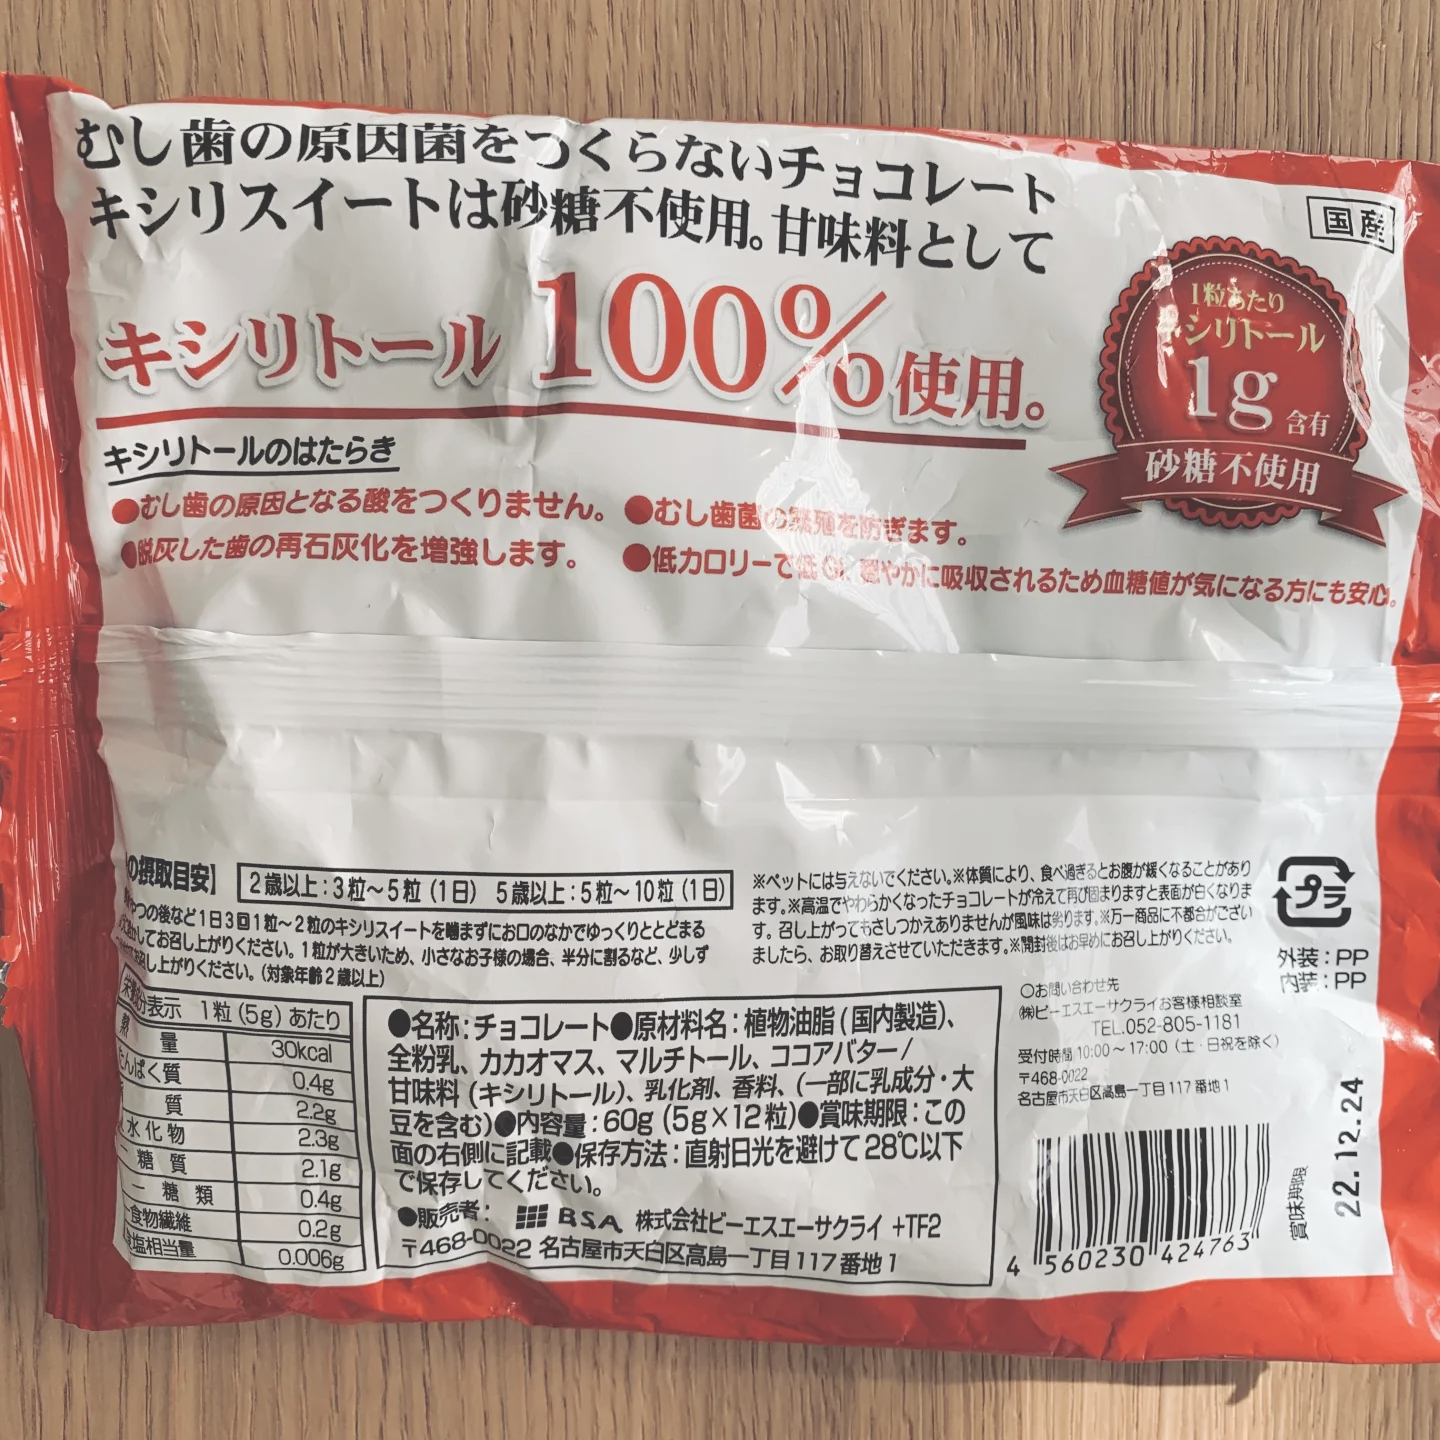 むし歯の原因菌をつくらないチョコレート
キシリスイートは砂糖不使用。甘味料として
キシリトール100%使用。
国産
1粒あたり
キシリトール
1g含有
砂糖不使用
キシリトールのはたらき
●むし歯の原因となる酸をつくりません。
●むし歯菌の繁殖を防ぎます。
●脱灰した歯の再石灰化を増強します。
●低カロリーで低GI、穏やかに吸収されるため血糖値が気になる方にも安心。
の摂取目安】
2歳以上:3粒〜5粒(1日) 5歳以上:5粒〜10粒(1日)
やつの後など1日3回1粒〜2粒のキシリスイートを噛まずにお口のなかでゆっくりととどまる
してお召し上がりください。1粒が大きいため、小さなお子様の場合、半分に割るなど、少しず
召し上がりください。(対象年齢2歳以上)
※ペットには与えないでください。※体質により、食べ過ぎるとお腹が緩くなることがあり
ます。※高温でやわらかくなったチョコレートが冷えて再び固まりますと表面が白くなりま
す。召し上がってもさしつかえありませんが風味は劣ります。※万一商品に不都合がござい
ましたら、お取り替えさせていただきます。※開封後はお早めにお召し上がりください。
プラ
外装:PP
内装:PP
栄養成分表示 1粒(5g)あたり
熱量 30kcal
たんぱく質 0.4g
質 2.2g
水化物 2.3g
糖質 2.1g
糖類 0.4g
食物繊維 0.2g
食塩相当量 0.006g
●名称:チョコレート●原材料名:植物油脂(国内製造)、
全粉乳、カカオマス、マルチトール、ココアバター/
甘味料(キシリトール)、乳化剤、香料、(一部に乳成分・大
豆を含む)●内容量:60g(5g×12粒)●賞味期限:この
面の右側に記載●保存方法:直射日光を避けて28℃以下
で保存してください。
●販売者: BSA 株式会社ビーエスエーサクライ +TF2
〒468-0022 名古屋市天白区高島一丁目117番地1
○お問い合わせ先
㈱ビーエスエーサクライお客様相談室
TEL.052-805-1181
受付時間10:00〜17:00(土・日祝を除く)
〒468-0022
名古屋市天白区高島一丁目117番地1
4 560230 424763
賞味期限
22.12.24